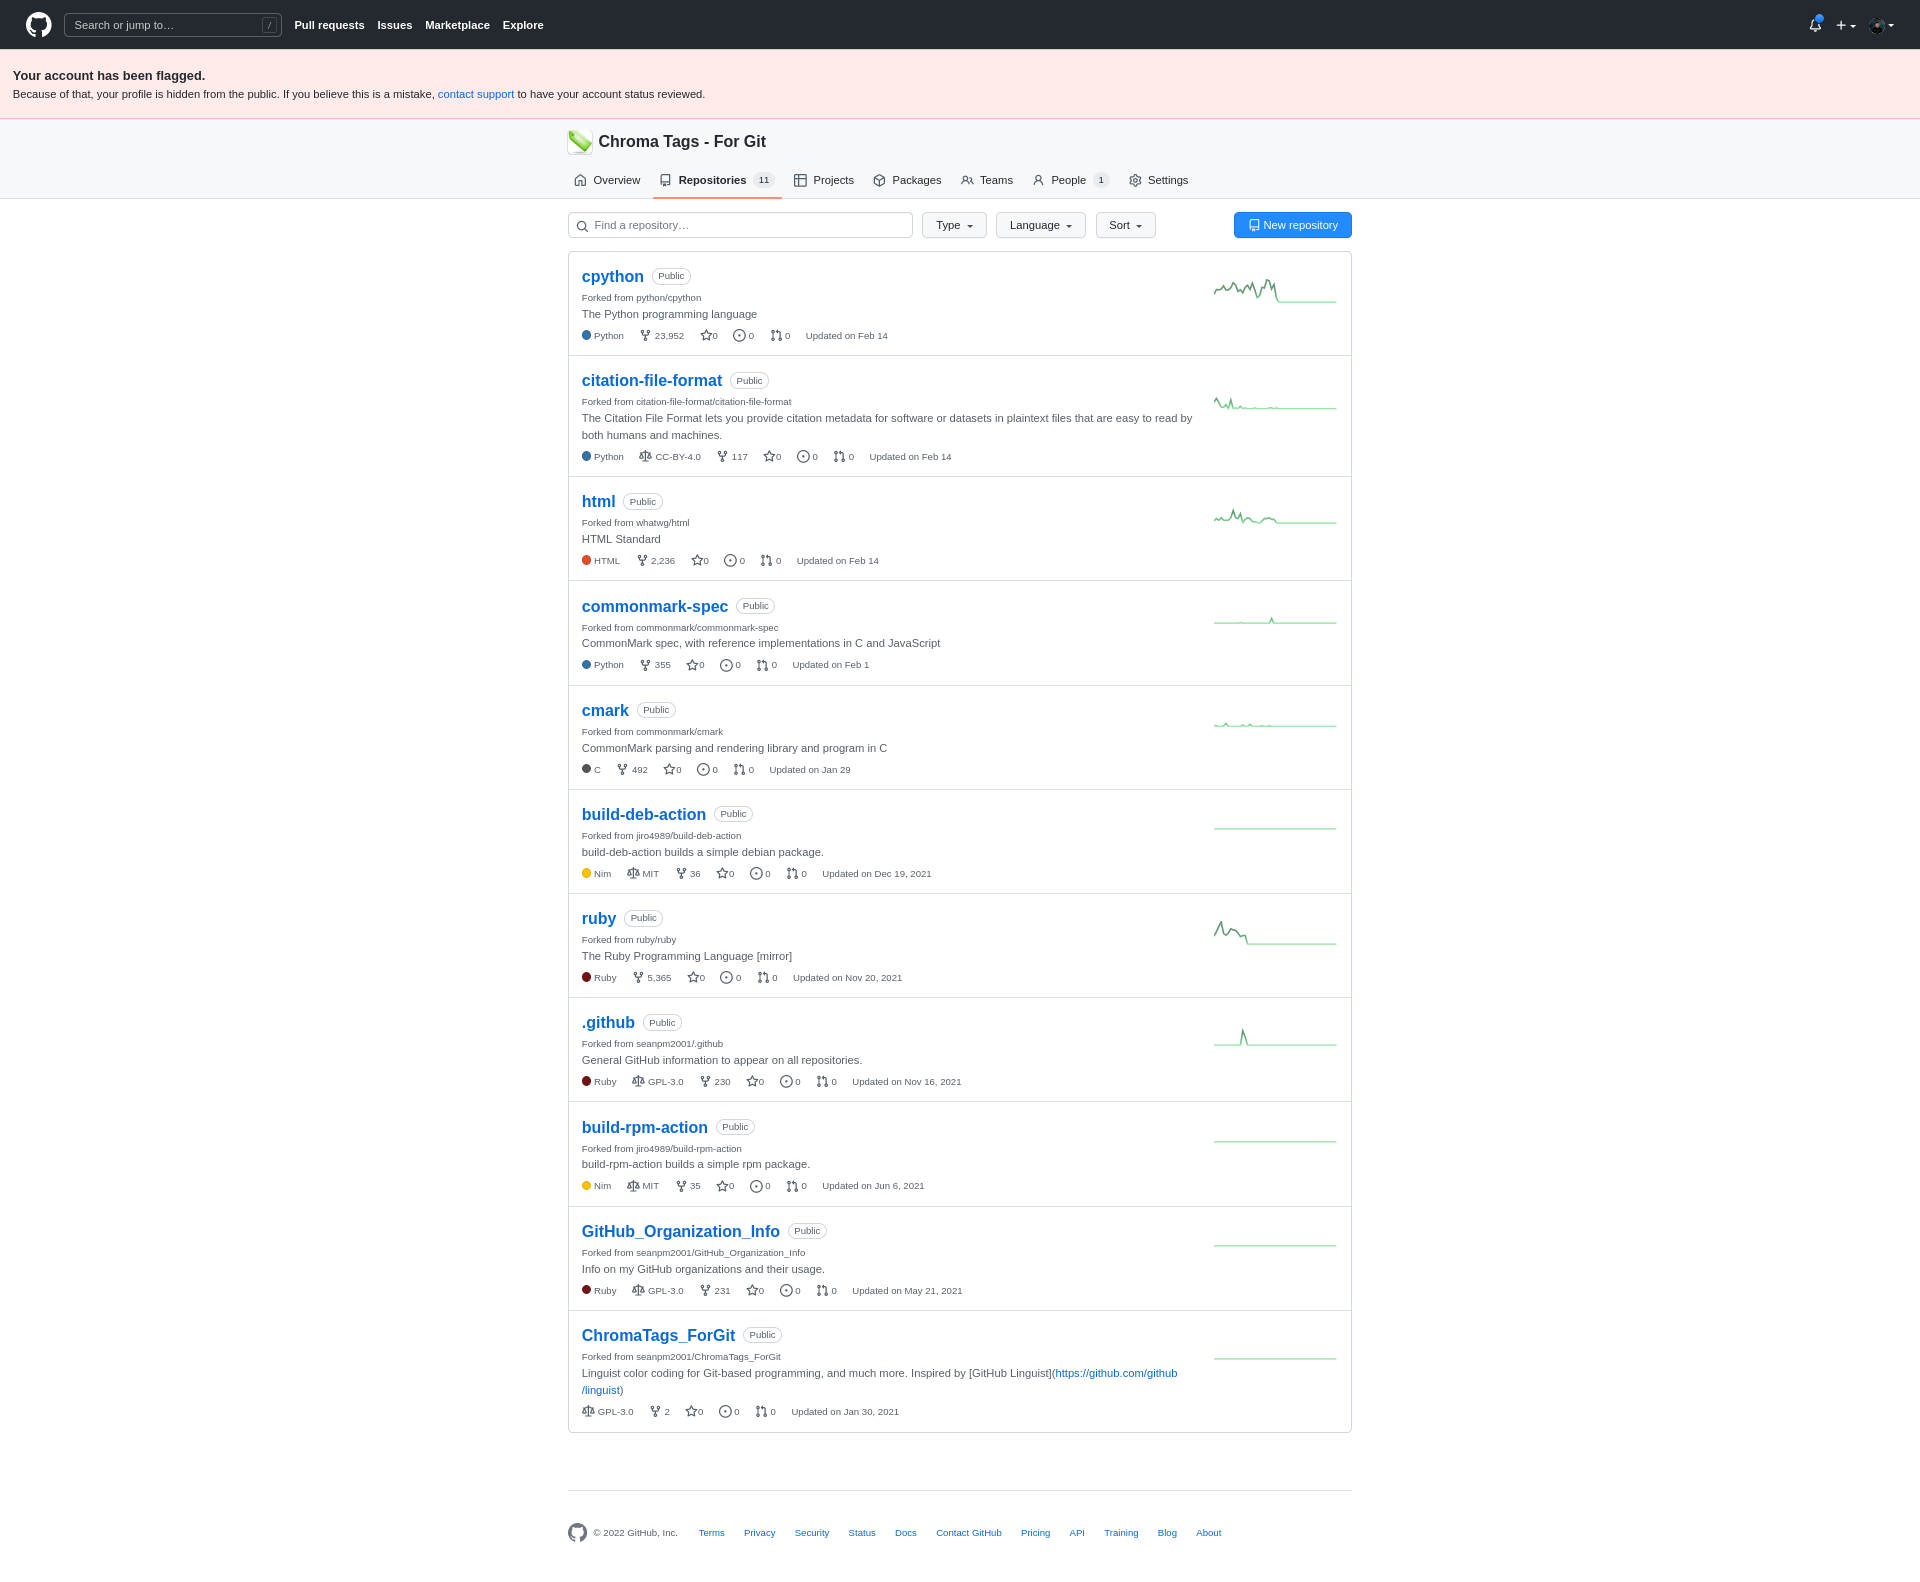 Search or jump to… /
Pull requests Issues Marketplace Explore
Your account has been flagged.
Because of that, your profile is hidden from the public. If you believe this is a mistake, contact support to have your account status reviewed.
Chroma Tags - For Git
Overview Repositories 11 Projects Packages Teams People 1 Settings
Find a repository… Type Language Sort New repository
cpython Public
Forked from python/cpython
The Python programming language
Python 23,952 0 0 0 Updated on Feb 14
citation-file-format Public
Forked from citation-file-format/citation-file-format
The Citation File Format lets you provide citation metadata for software or datasets in plaintext files that are easy to read by
both humans and machines.
Python CC-BY-4.0 117 0 0 0 Updated on Feb 14
html Public
Forked from whatwg/html
HTML Standard
HTML 2,236 0 0 0 Updated on Feb 14
commonmark-spec Public
Forked from commonmark/commonmark-spec
CommonMark spec, with reference implementations in C and JavaScript
Python 355 0 0 0 Updated on Feb 1
cmark Public
Forked from commonmark/cmark
CommonMark parsing and rendering library and program in C
C 492 0 0 0 Updated on Jan 29
build-deb-action Public
Forked from jiro4989/build-deb-action
build-deb-action builds a simple debian package.
Nim MIT 36 0 0 0 Updated on Dec 19, 2021
ruby Public
Forked from ruby/ruby
The Ruby Programming Language [mirror]
Ruby 5,365 0 0 0 Updated on Nov 20, 2021
.github Public
Forked from seanpm2001/.github
General GitHub information to appear on all repositories.
Ruby GPL-3.0 230 0 0 0 Updated on Nov 16, 2021
build-rpm-action Public
Forked from jiro4989/build-rpm-action
build-rpm-action builds a simple rpm package.
Nim MIT 35 0 0 0 Updated on Jun 6, 2021
GitHub_Organization_Info Public
Forked from seanpm2001/GitHub_Organization_Info
Info on my GitHub organizations and their usage.
Ruby GPL-3.0 231 0 0 0 Updated on May 21, 2021
ChromaTags_ForGit Public
Forked from seanpm2001/ChromaTags_ForGit
Linguist color coding for Git-based programming, and much more. Inspired by [GitHub Linguist](https://github.com/github
/linguist)
GPL-3.0 2 0 0 0 Updated on Jan 30, 2021
© 2022 GitHub, Inc. Terms Privacy Security Status Docs Contact GitHub Pricing API Training Blog About